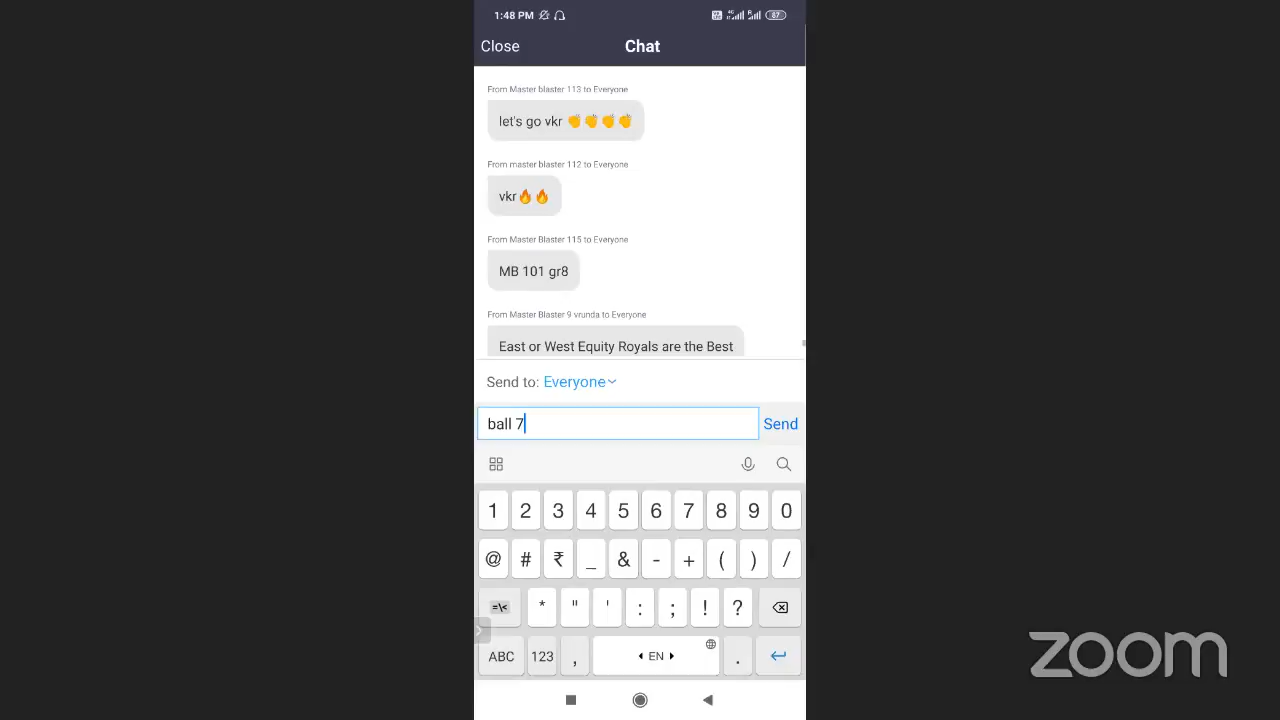 1:48 PM 87
Close Chat
From Master blaster 113 to Everyone
let's go vkr 👏👏👏👏
From master blaster 112 to Everyone
vkr🔥🔥
From Master Blaster 115 to Everyone
MB 101 gr8
From Master Blaster 9 vrunda to Everyone
East or West Equity Royals are the Best
Send to: Everyone
ball 7 Send
1 2 3 4 5 6 7 8 9 0
@ # ₹ _ & - + ( ) /
=\< * " ' : ; ! ?
ABC 123 , EN .
zoom